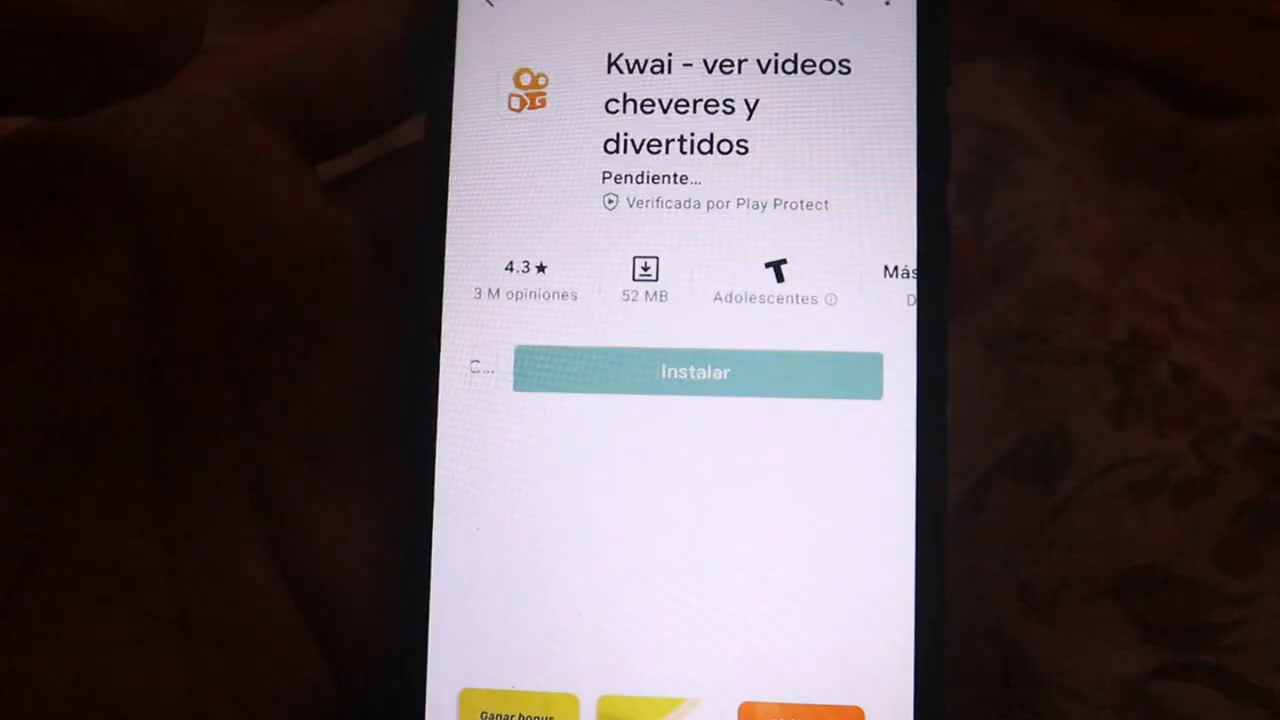 Kwai - ver videos
cheveres y
divertidos
Pendiente...
Verificada por Play Protect
4.3★
3 M opiniones
52 MB
T
Adolescentes
Más
D
C...
Instalar
Ganar bonus